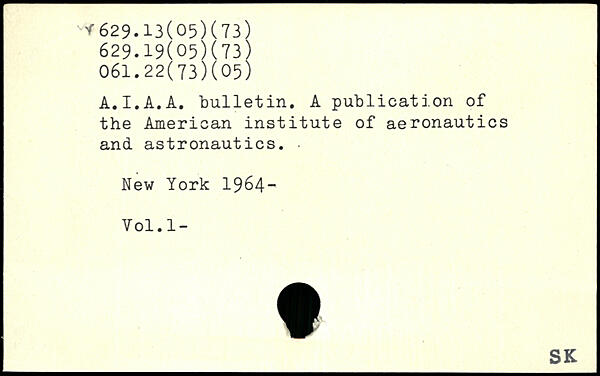 629.13(05)(73)
629.19(05)(73)
061.22(73)(05)
A.I.A.A. bulletin. A publication of
the American institute of aeronautics
and astronautics.
New York 1964-
Vol.1-
SK